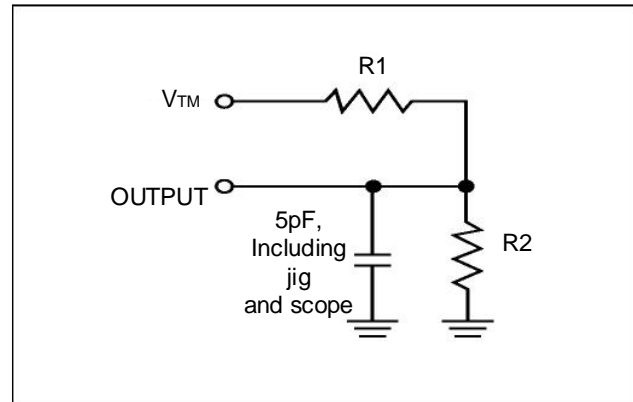 R1
VTM
OUTPUT
5pF,
Including
jig
and scope
R2